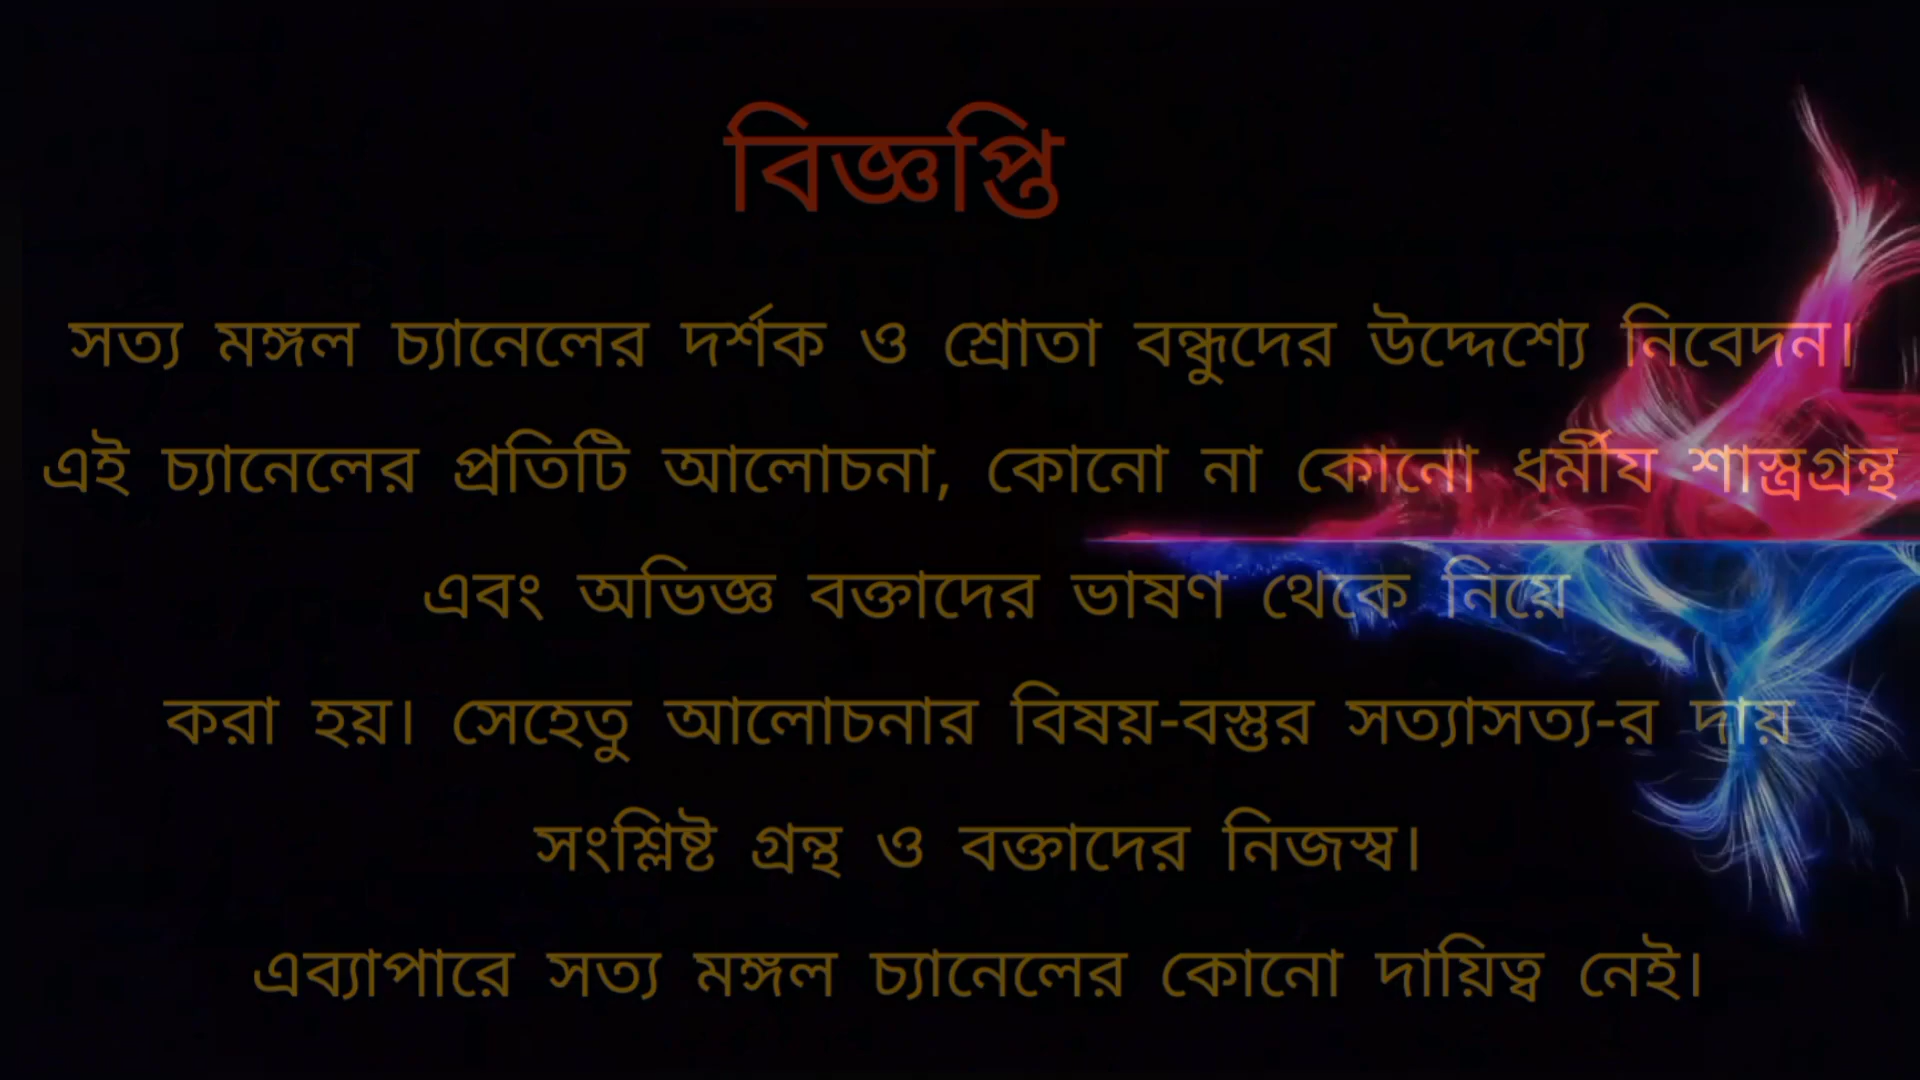 বিজ্ঞপ্তি
সত্য মঙ্গল চ্যানেলের দর্শক ও শ্রোতা বন্ধুদের উদ্দেশ্যে নিবেদন।
এই চ্যানেলের প্রতিটি আলোচনা, কোনো না কোনো ধর্মীয শাস্ত্রগ্রন্থ
এবং অভিজ্ঞ বক্তাদের ভাষণ থেকে নিয়ে
করা হয়। সেহেতু আলোচনার বিষয়-বস্তুর সত্যাসত্য-র দায়
সংশ্লিষ্ট গ্রন্থ ও বক্তাদের নিজস্ব।
এব্যাপারে সত্য মঙ্গল চ্যানেলের কোনো দায়িত্ব নেই।